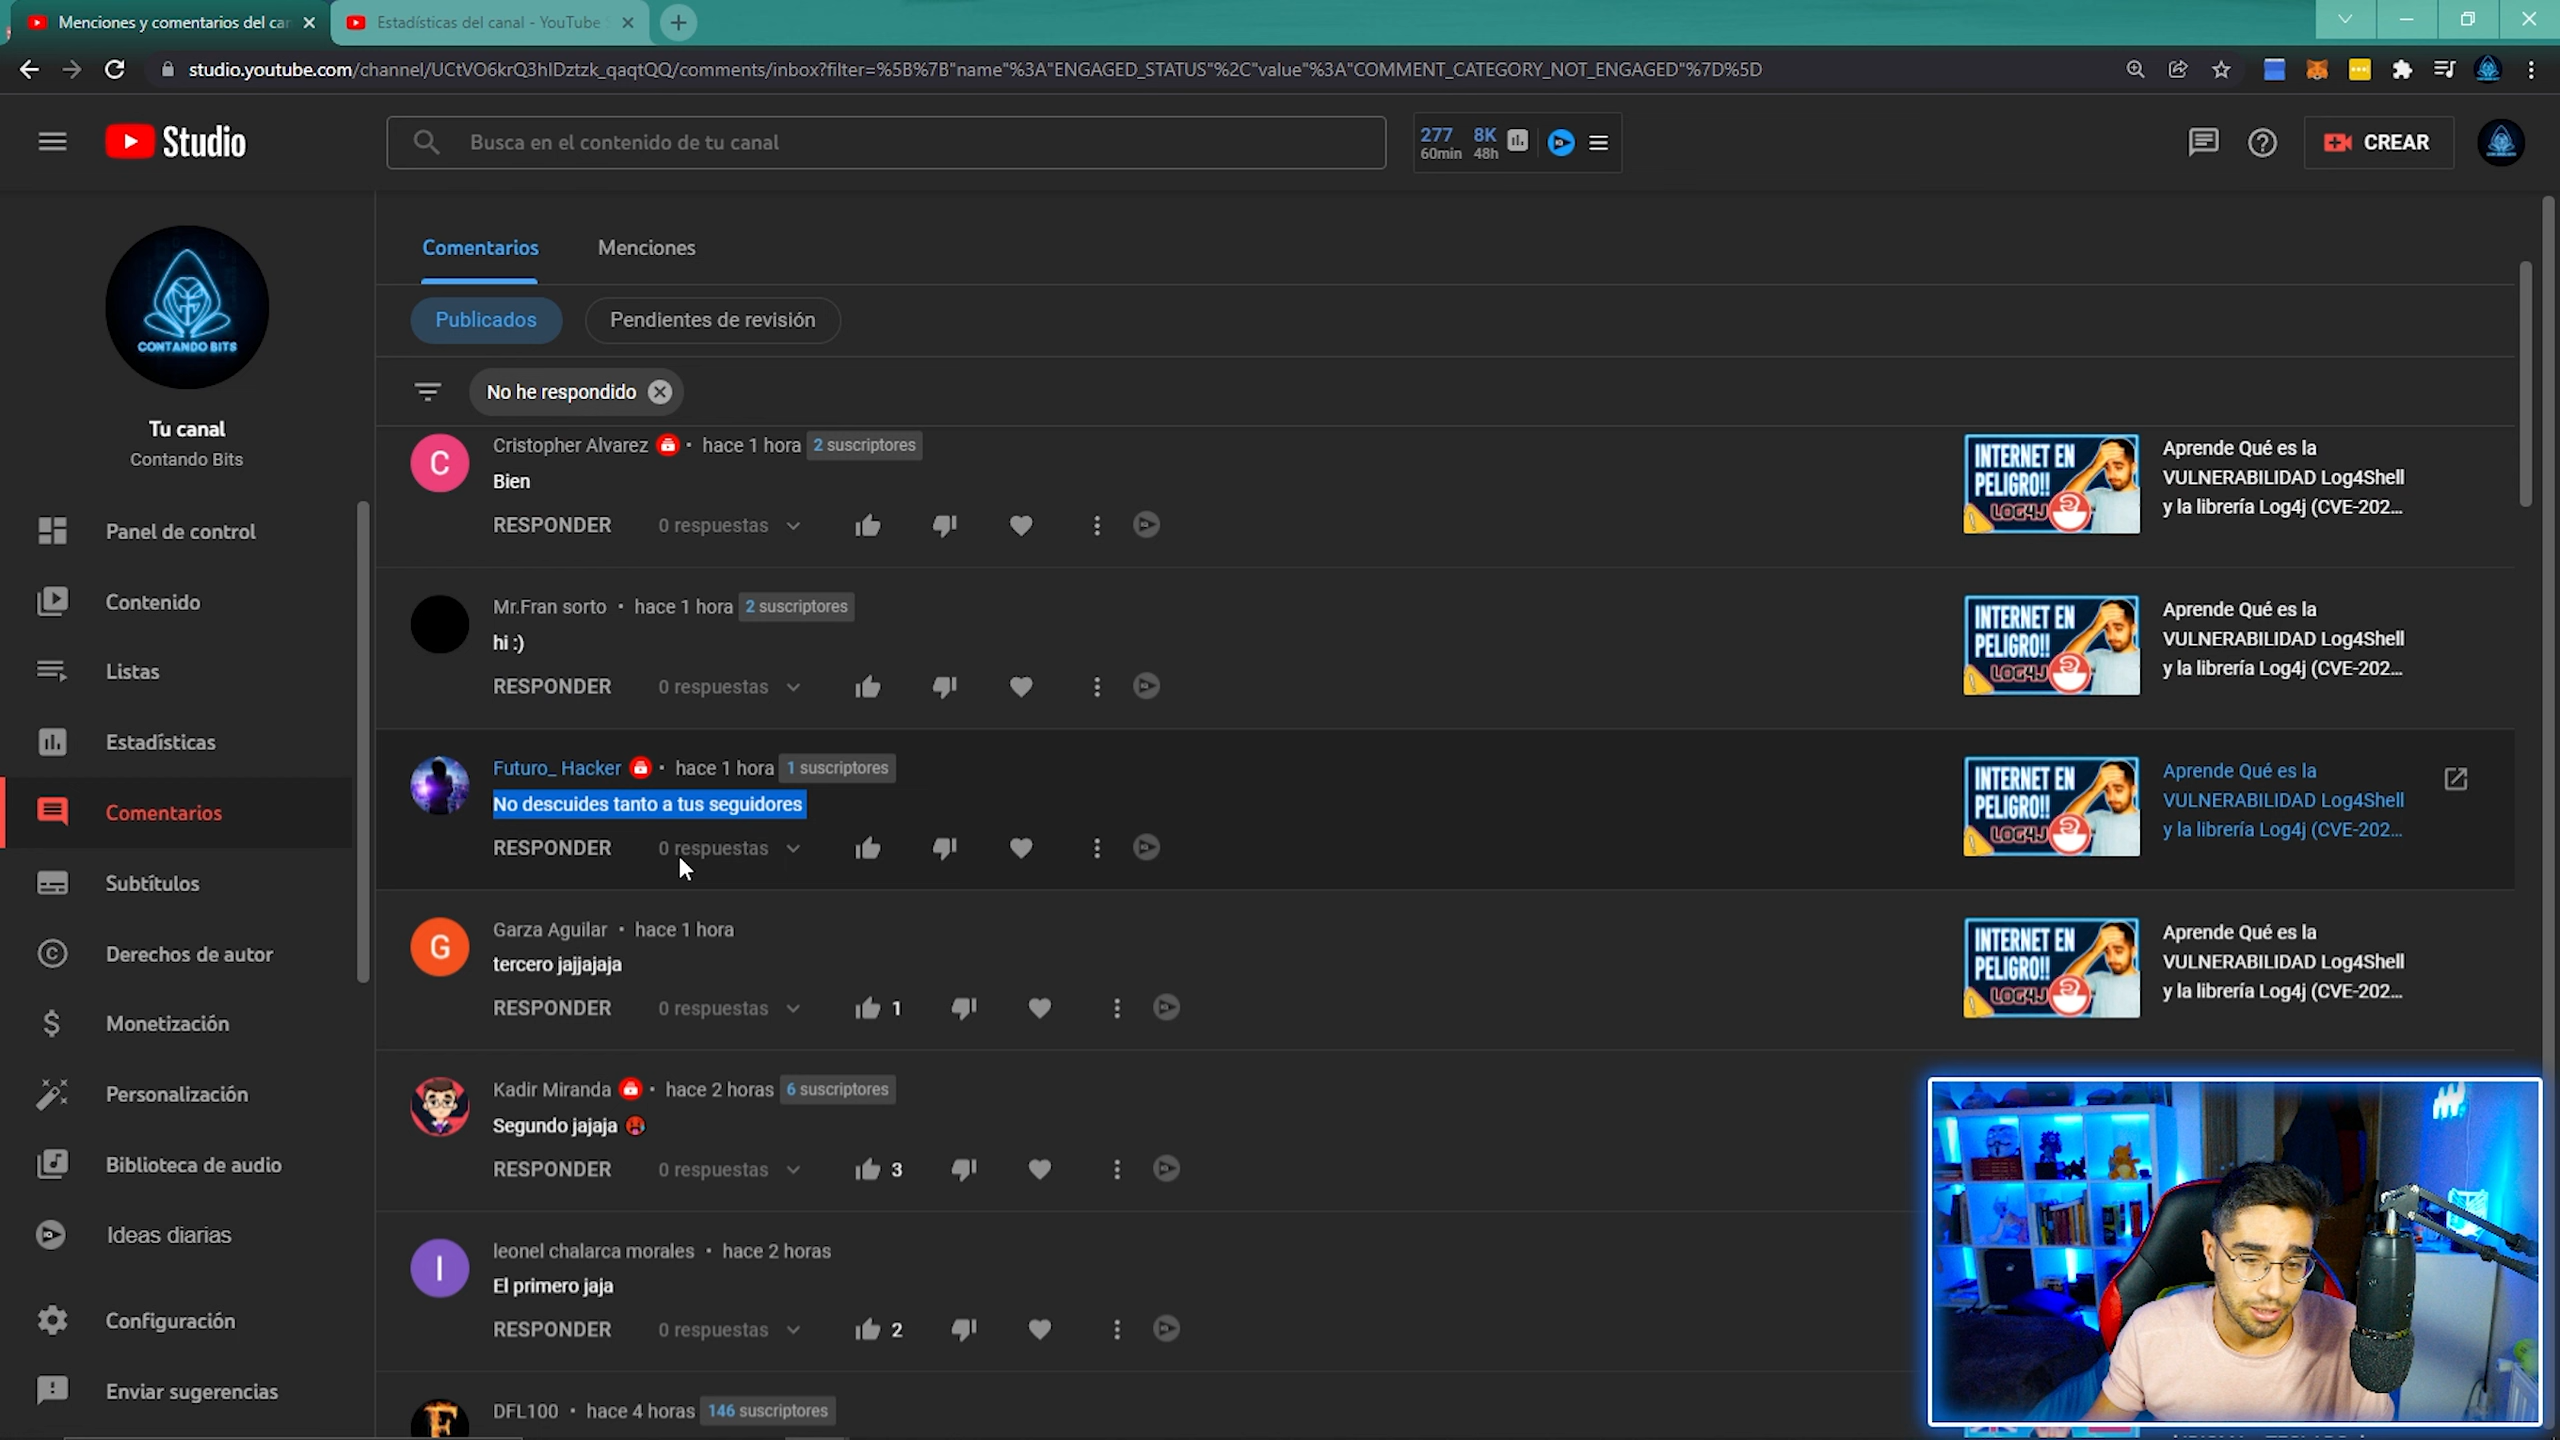 Menciones y comentarios del can
Estadísticas del canal - YouTube S
studio.youtube.com/channel/UCtVO6krQ3hIDztzk_qaqtQQ/comments/inbox?filter=%5B%7B"name"%3A"ENGAGED_STATUS"%2C"value"%3A"COMMENT_CATEGORY_NOT_ENGAGED"%7D%5D
Studio
Busca en el contenido de tu canal
277 8K
60min 48h
CREAR
CONTANDO BITS
Tu canal
Contando Bits
Panel de control
Contenido
Listas
Estadísticas
Comentarios
Subtítulos
Derechos de autor
Monetización
Personalización
Biblioteca de audio
Ideas diarias
Configuración
Enviar sugerencias
Comentarios Menciones
Publicados Pendientes de revisión
No he respondido
C
Cristopher Alvarez • hace 1 hora 2 suscriptores
Bien
RESPONDER 0 respuestas
INTERNET EN
PELIGRO!!
LOG4J
Aprende Qué es la
VULNERABILIDAD Log4Shell
y la librería Log4j (CVE-202...
Mr.Fran sorto • hace 1 hora 2 suscriptores
hi :)
RESPONDER 0 respuestas
INTERNET EN
PELIGRO!!
LOG4J
Aprende Qué es la
VULNERABILIDAD Log4Shell
y la librería Log4j (CVE-202...
Futuro_ Hacker • hace 1 hora 1 suscriptores
No descuides tanto a tus seguidores
RESPONDER 0 respuestas
INTERNET EN
PELIGRO!!
LOG4J
Aprende Qué es la
VULNERABILIDAD Log4Shell
y la librería Log4j (CVE-202...
G
Garza Aguilar • hace 1 hora
tercero jajjajaja
RESPONDER 0 respuestas 1
INTERNET EN
PELIGRO!!
LOG4J
Aprende Qué es la
VULNERABILIDAD Log4Shell
y la librería Log4j (CVE-202...
Kadir Miranda • hace 2 horas 6 suscriptores
Segundo jajaja
RESPONDER 0 respuestas 3
l
leonel chalarca morales • hace 2 horas
El primero jaja
RESPONDER 0 respuestas 2
F
DFL100 • hace 4 horas 146 suscriptores